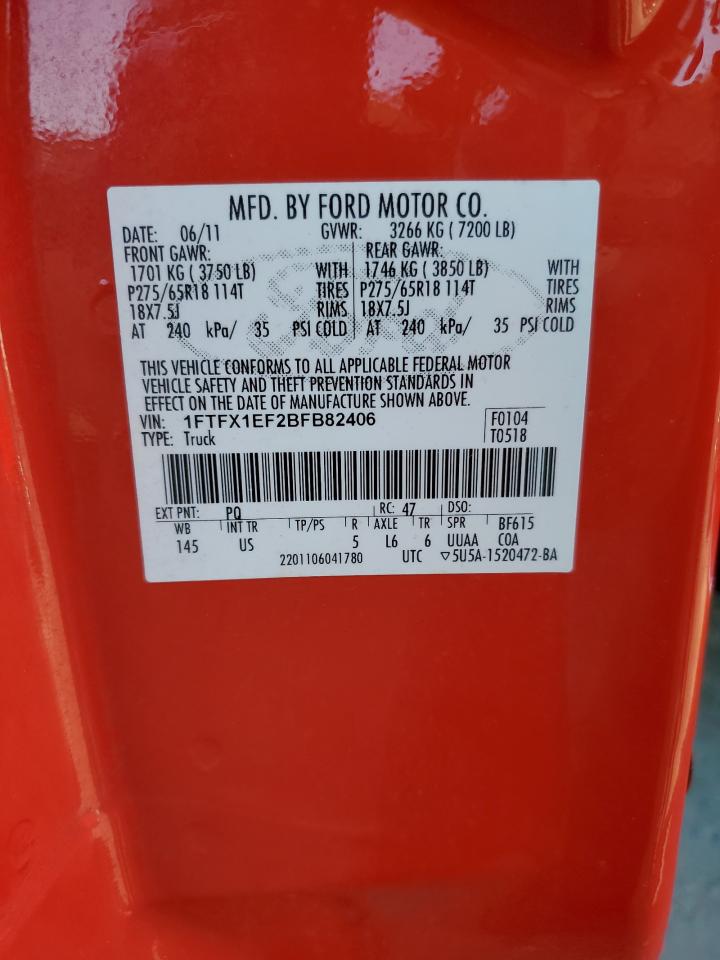 MFD. BY FORD MOTOR CO.
DATE: 06/11 GVWR: 3266 KG ( 7200 LB)
FRONT GAWR: REAR GAWR:
1701 KG ( 3750 LB) WITH 1746 KG ( 3850 LB) WITH
P275/65R18 114T TIRES P275/65R18 114T TIRES
18X7.5J RIMS 18X7.5J RIMS
AT 240 kPa/ 35 PSI COLD AT 240 kPa/ 35 PSI COLD
THIS VEHICLE CONFORMS TO ALL APPLICABLE FEDERAL MOTOR
VEHICLE SAFETY AND THEFT PREVENTION STANDARDS IN
EFFECT ON THE DATE OF MANUFACTURE SHOWN ABOVE.
VIN: 1FTFX1EF2BFB82406 F0104
TYPE: Truck T0518
EXT PNT: PQ RC: 47 DSO:
WB INT TR TP/PS R AXLE TR SPR BF615
145 US 5 L6 6 UUAA COA
2201106041780 UTC ▽5U5A-1520472-BA